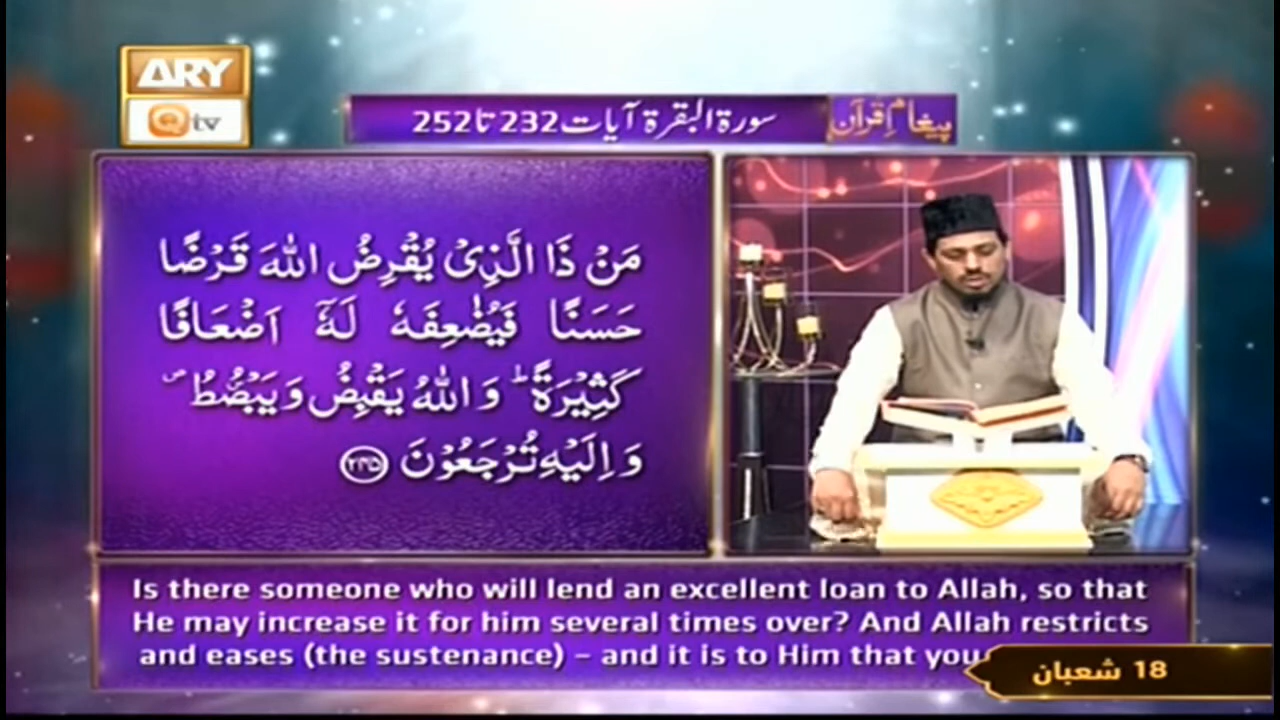 ARY
Qtv
پیغامِ قرآن
سورۃ البقرۃ آیات 232 تا 252
مَنۡ ذَا الَّذِیۡ یُقۡرِضُ اللّٰهَ قَرۡضًا
حَسَنًا فَیُضٰعِفَهٗ لَهٗۤ اَضۡعَافًا
کَثِیۡرَةً ؕ وَ اللّٰهُ یَقۡبِضُ وَ یَبۡصُۜطُ ۪
وَ اِلَیۡهِ تُرۡجَعُوۡنَ ﴿۲۴۵﴾
Is there someone who will lend an excellent loan to Allah, so that
He may increase it for him several times over? And Allah restricts
and eases (the sustenance) – and it is to Him that you
18 شعبان